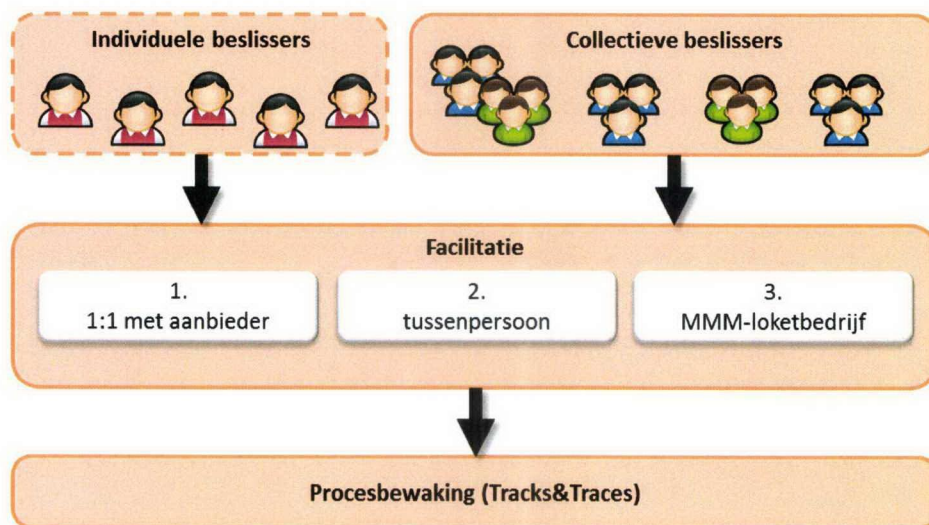 Individuele beslissers
Collectieve beslissers
Facilitatie
1.
1:1 met aanbieder
2.
tussenpersoon
3.
MMM-loketbedrijf
Procesbewaking (Tracks&Traces)